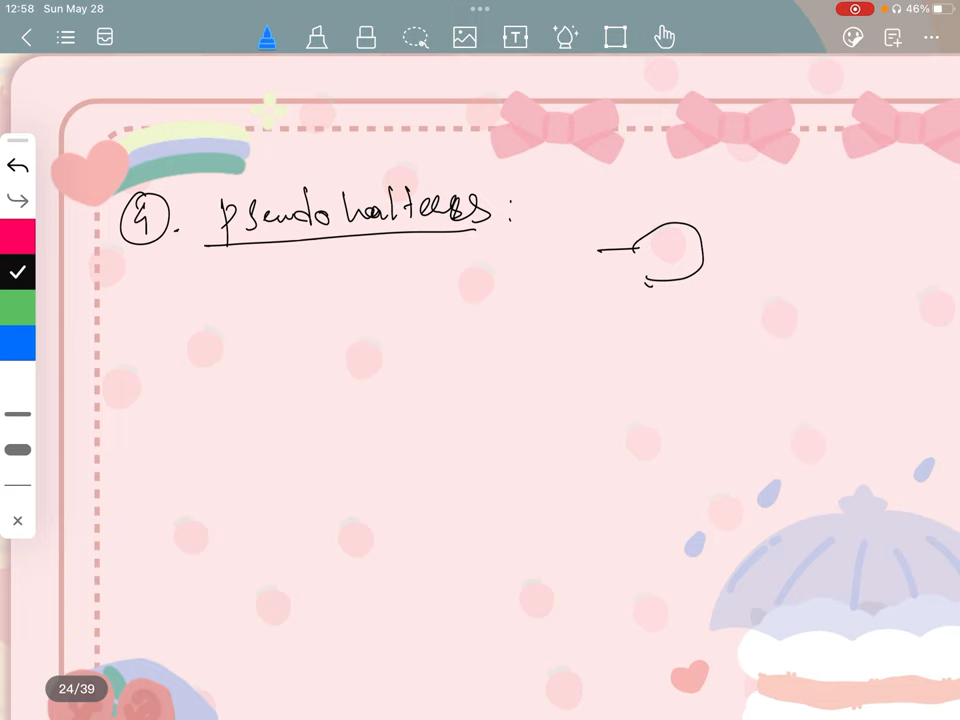 12:58 Sun May 28
46%
T
4. pseudo halteres :
24/39